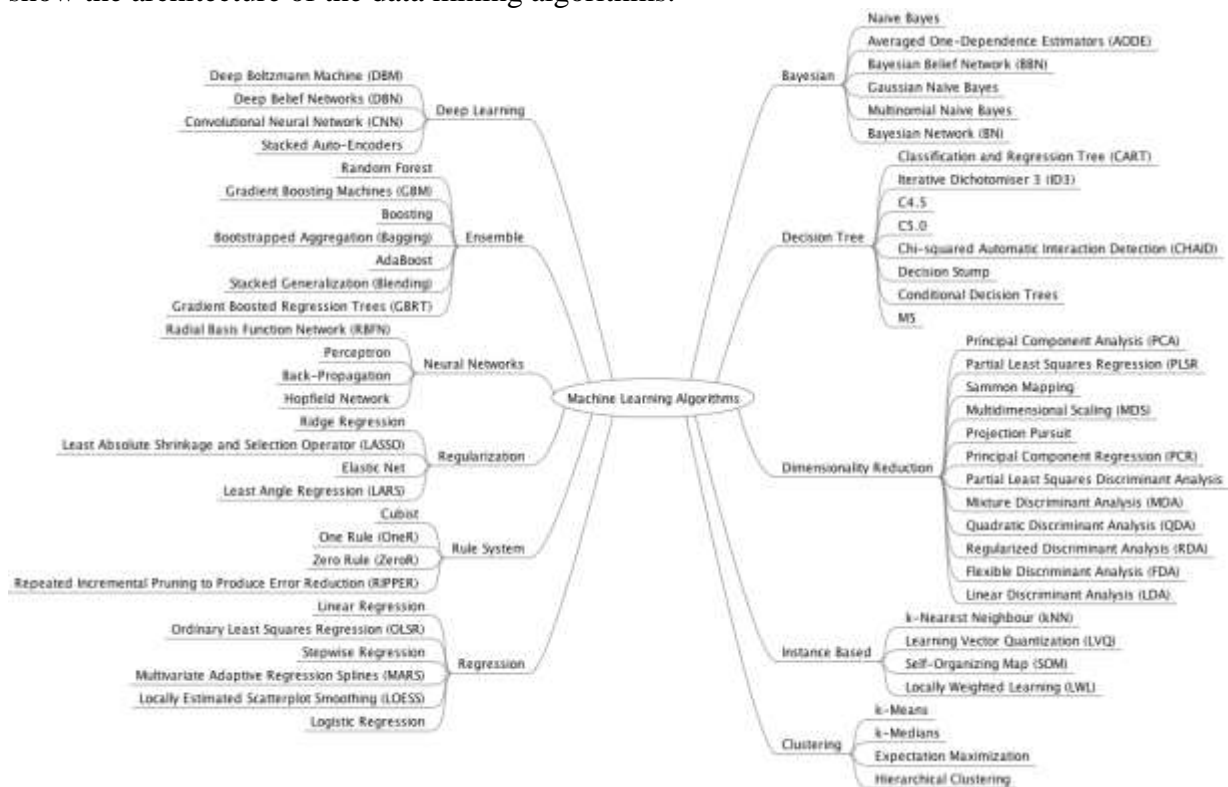 show the architecture of the data mining algorithms.
Deep Boltzmann Machine (DBM)
Deep Belief Networks (DBN)
Convolutional Neural Network (CNN)
Stacked Auto-Encoders
Deep Learning
Random Forest
Gradient Boosting Machines (GBM)
Boosting
Bootstrapped Aggregation (Bagging)
AdaBoost
Stacked Generalization (Blending)
Gradient Boosted Regression Trees (GBRT)
Ensemble
Radial Basis Function Network (RBFN)
Perceptron
Back-Propagation
Hopfield Network
Neural Networks
Ridge Regression
Least Absolute Shrinkage and Selection Operator (LASSO)
Elastic Net
Least Angle Regression (LARS)
Regularization
Cubist
One Rule (OneR)
Zero Rule (ZeroR)
Repeated Incremental Pruning to Produce Error Reduction (RIPPER)
Rule System
Linear Regression
Ordinary Least Squares Regression (OLSR)
Stepwise Regression
Multivariate Adaptive Regression Splines (MARS)
Locally Estimated Scatterplot Smoothing (LOESS)
Logistic Regression
Regression
Machine Learning Algorithms
Bayesian
Naive Bayes
Averaged One-Dependence Estimators (AODE)
Bayesian Belief Network (BBN)
Gaussian Naive Bayes
Multinomial Naive Bayes
Bayesian Network (BN)
Decision Tree
Classification and Regression Tree (CART)
Iterative Dichotomiser 3 (ID3)
C4.5
C5.0
Chi-squared Automatic Interaction Detection (CHAID)
Decision Stump
Conditional Decision Trees
M5
Dimensionality Reduction
Principal Component Analysis (PCA)
Partial Least Squares Regression (PLSR
Sammon Mapping
Multidimensional Scaling (MDS)
Projection Pursuit
Principal Component Regression (PCR)
Partial Least Squares Discriminant Analysis
Mixture Discriminant Analysis (MDA)
Quadratic Discriminant Analysis (QDA)
Regularized Discriminant Analysis (RDA)
Flexible Discriminant Analysis (FDA)
Linear Discriminant Analysis (LDA)
Instance Based
k-Nearest Neighbour (kNN)
Learning Vector Quantization (LVQ)
Self-Organizing Map (SOM)
Locally Weighted Learning (LWL)
Clustering
k-Means
k-Medians
Expectation Maximization
Hierarchical Clustering